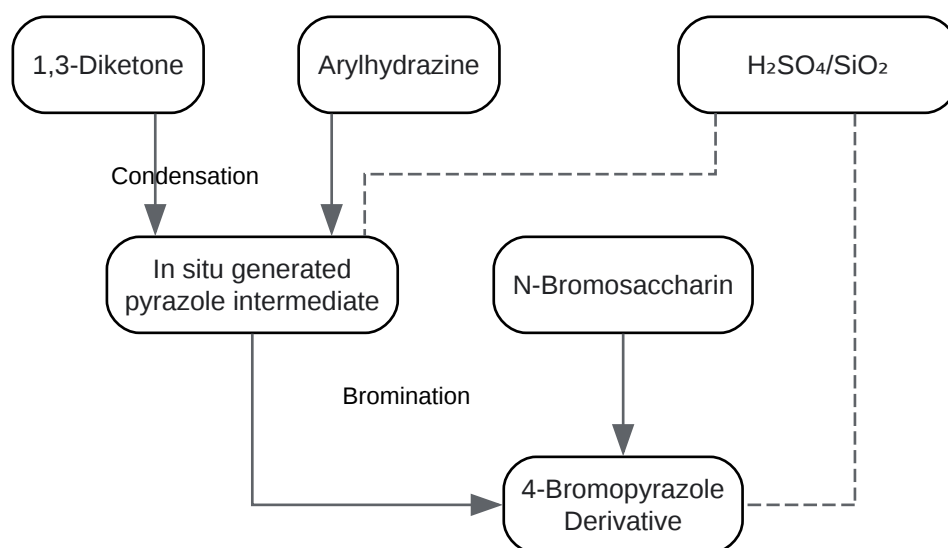 1,3-Diketone
Arylhydrazine
H₂SO₄/SiO₂
Condensation
In situ generated
pyrazole intermediate
N-Bromosaccharin
Bromination
4-Bromopyrazole
Derivative